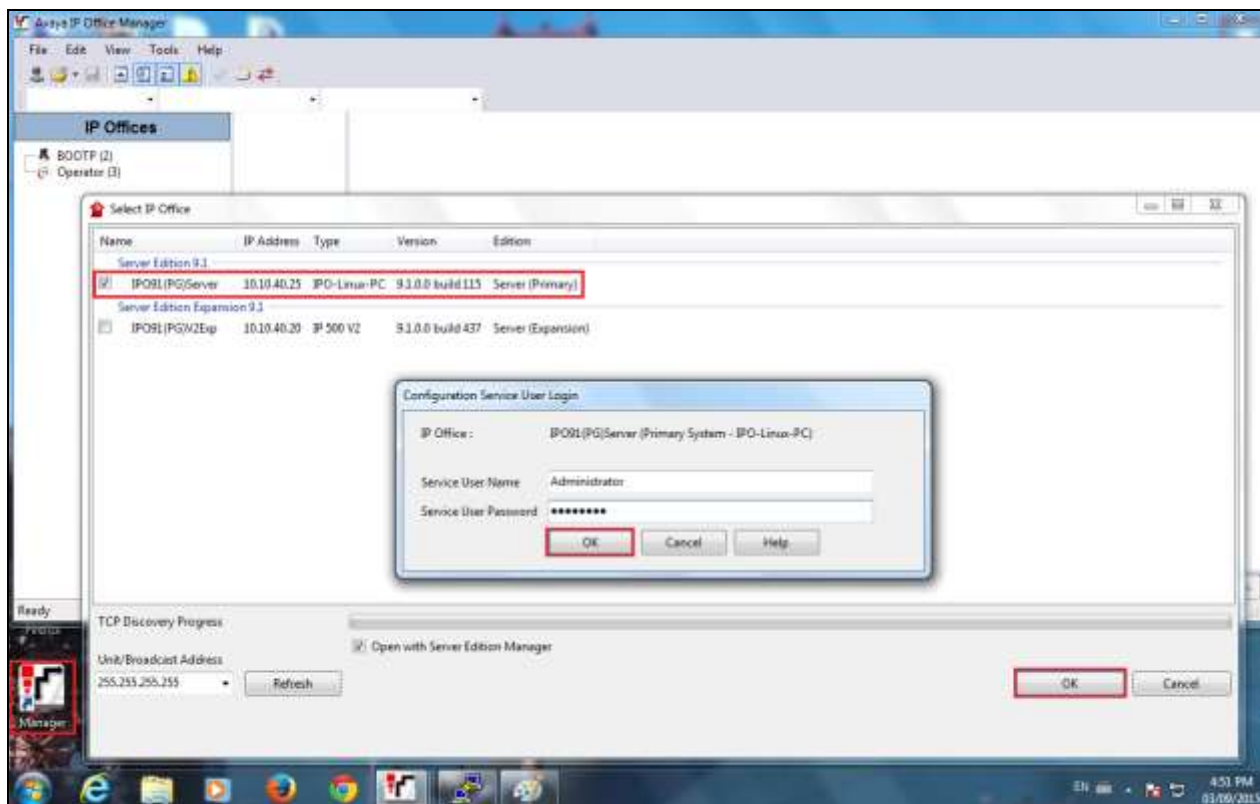 Avaya IP Office Manager
File Edit View Tools Help
IP Offices
BOOTP (2)
Operator (3)
Select IP Office
Name IP Address Type Version Edition
Server Edition 9.1
IPO91(PG)Server 10.10.40.25 IPO-Linux-PC 9.1.0.0 build 115 Server (Primary)
Server Edition Expansion 9.1
IPO91(PG)V2Exp 10.10.40.20 IP 500 V2 9.1.0.0 build 437 Server (Expansion)
Configuration Service User Login
IP Office : IPO91(PG)Server (Primary System - IPO-Linux-PC)
Service User Name Administrator
Service User Password ••••••••
OK Cancel Help
Ready
TCP Discovery Progress
Open with Server Edition Manager
Unit/Broadcast Address
255.255.255.255 Refresh
OK Cancel
Firefox
Manager
EN 4:51 PM